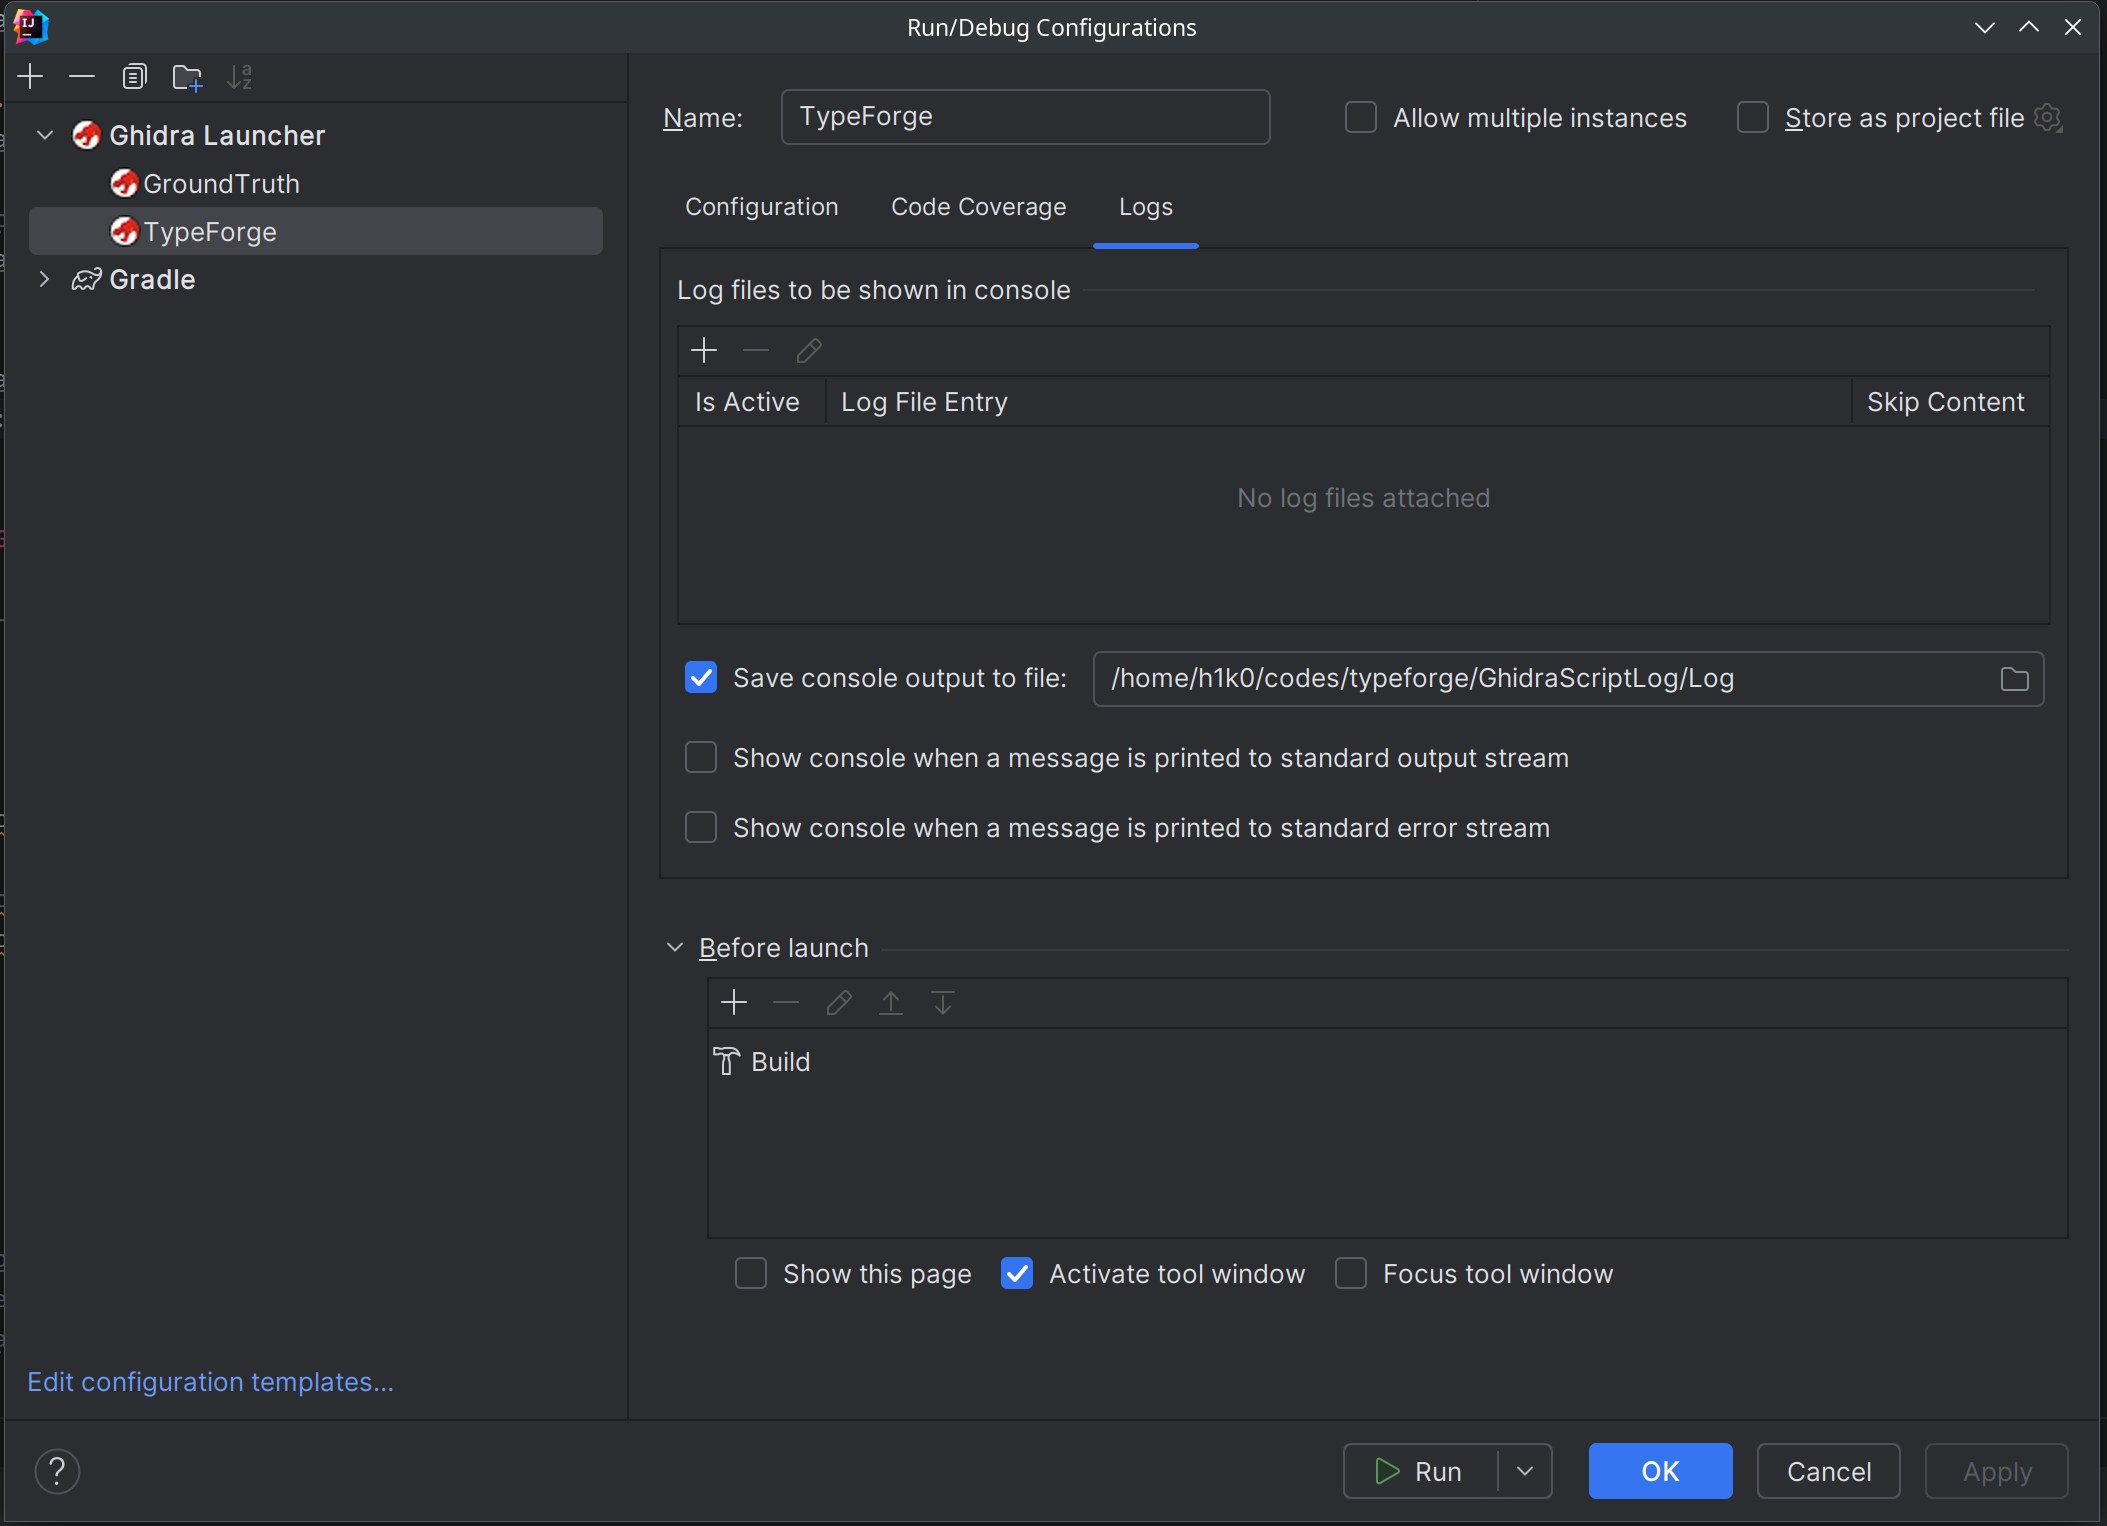 Run/Debug Configurations
Ghidra Launcher
GroundTruth
TypeForge
Gradle
Edit configuration templates...
Name: TypeForge Allow multiple instances Store as project file
Configuration Code Coverage Logs
Log files to be shown in console
Is Active Log File Entry Skip Content
No log files attached
Save console output to file: /home/h1k0/codes/typeforge/GhidraScriptLog/Log
Show console when a message is printed to standard output stream
Show console when a message is printed to standard error stream
Before launch
Build
Show this page Activate tool window Focus tool window
? Run OK Cancel Apply